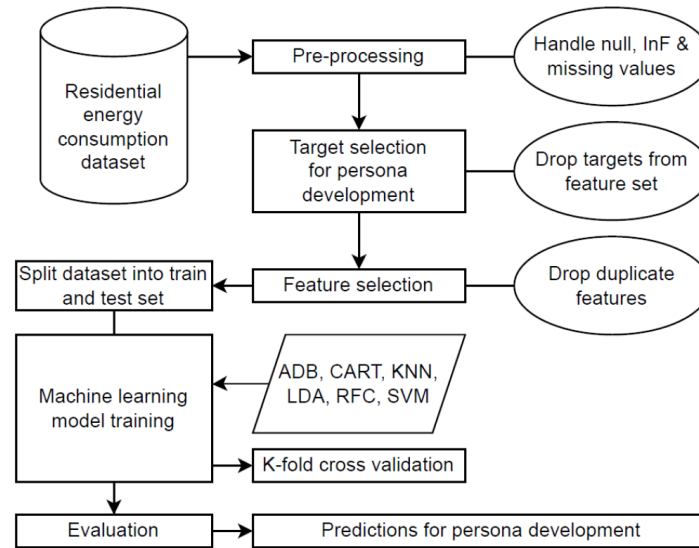 Residential
energy
consumption
dataset
Pre-processing
Handle null, InF &
missing values
Target selection
for persona
development
Drop targets from
feature set
Split dataset into train
and test set
Feature selection
Drop duplicate
features
Machine learning
model training
ADB, CART, KNN,
LDA, RFC, SVM
K-fold cross validation
Evaluation
Predictions for persona development